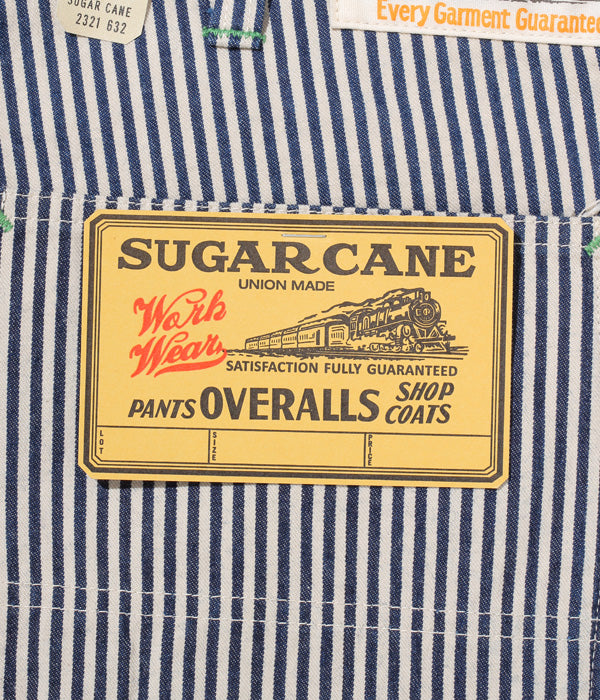 SUGAR CANE
2321 632
Every Garment Guarantee
SUGAR CANE
UNION MADE
Work
Wear
SATISFACTION FULLY GUARANTEED
PANTS OVERALLS SHOP COATS
LOT SIZE PRICE